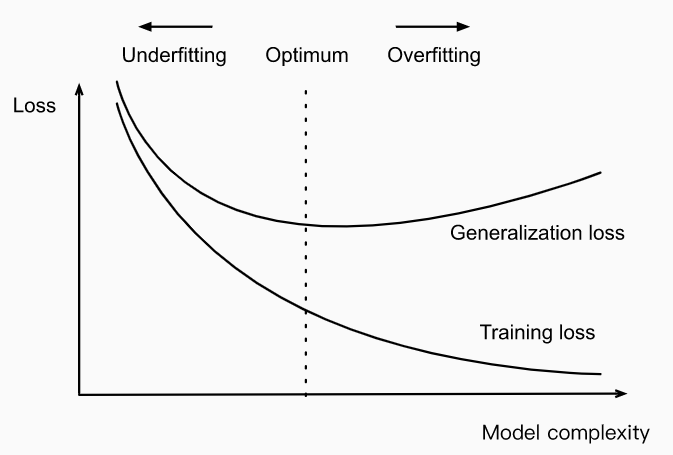 Underfitting Optimum Overfitting
Loss
Generalization loss
Training loss
Model complexity